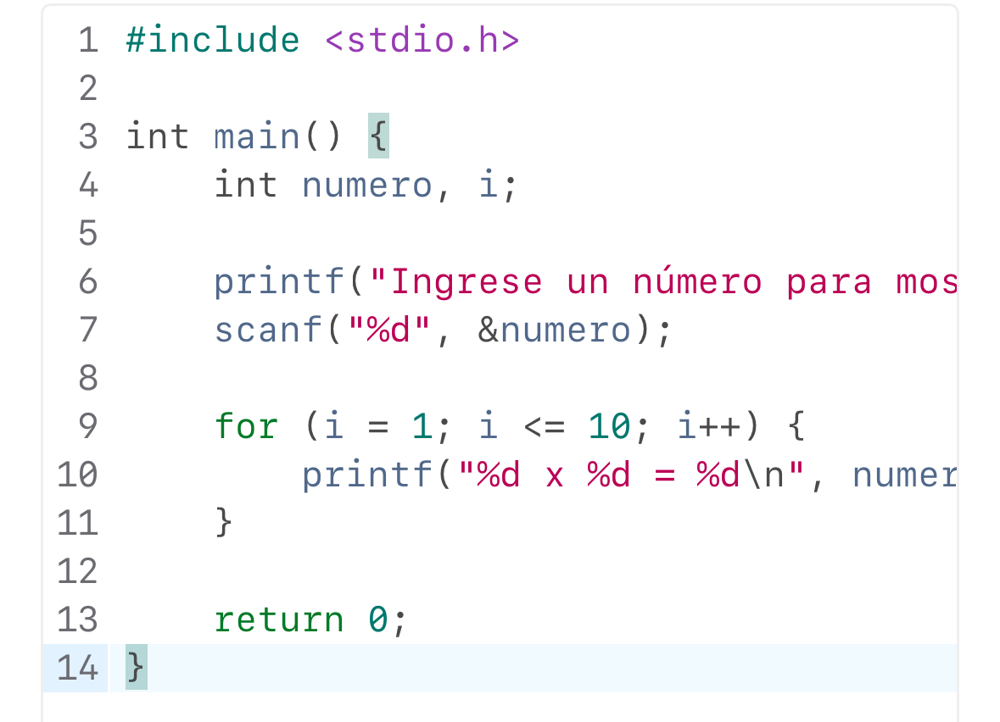 1 #include <stdio.h>
2
3 int main() {
4 int numero, i;
5
6 printf("Ingrese un número para mos
7 scanf("%d", &numero);
8
9 for (i = 1; i <= 10; i++) {
10 printf("%d x %d = %d\n", numer
11 }
12
13 return 0;
14 }